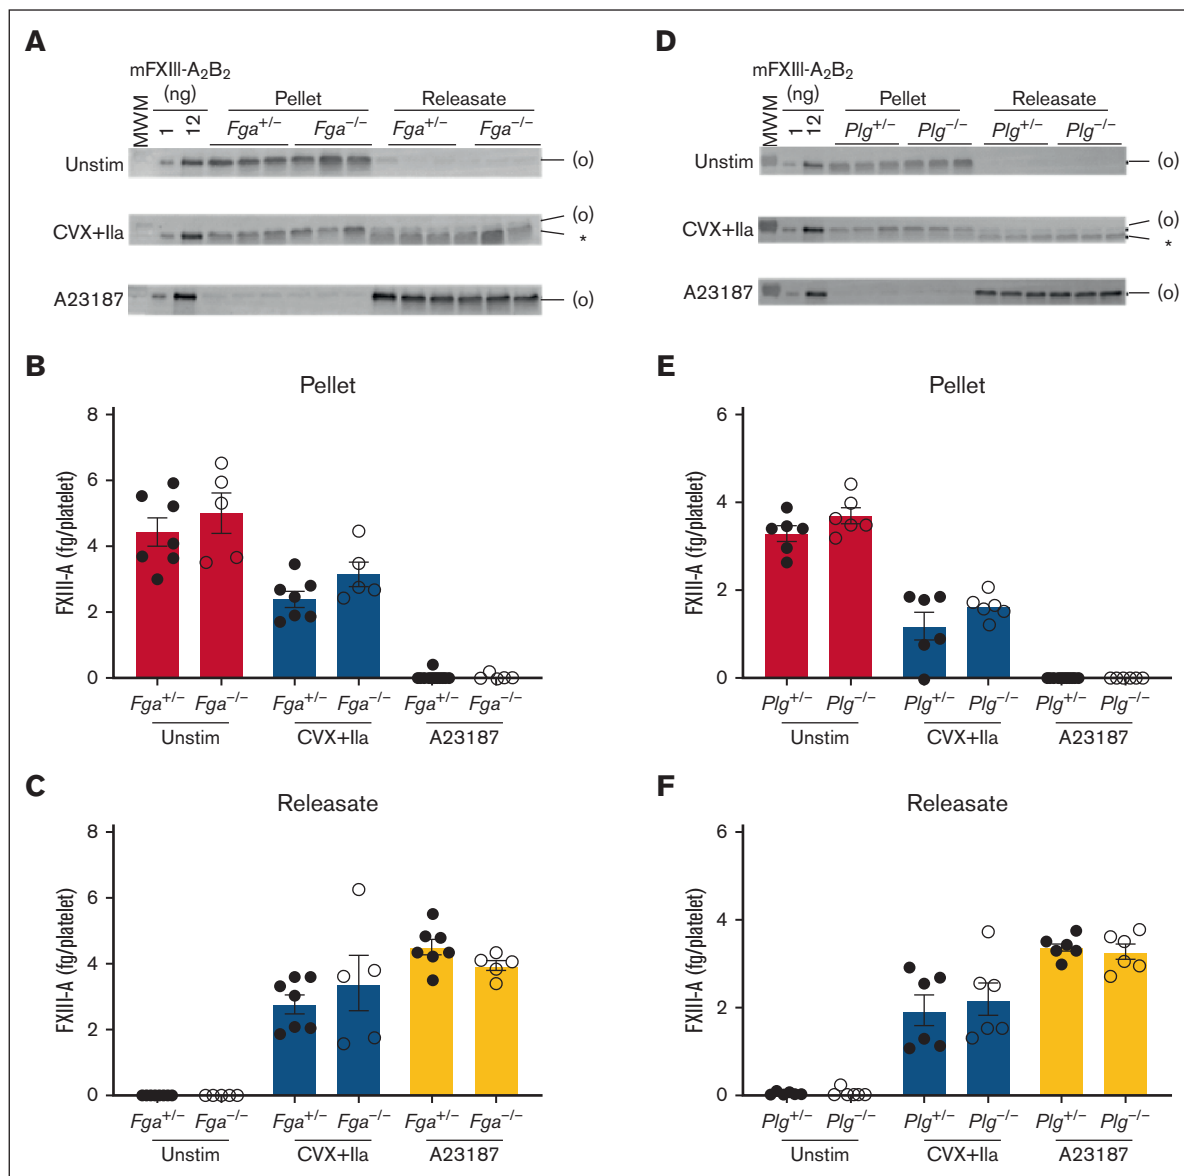 A
mFXIII-A₂B₂
(ng)
MWM
1
12
Pellet
Releasate
Fga⁺/⁻
Fga⁻/⁻
Fga⁺/⁻
Fga⁻/⁻
Unstim
(o)
CVX+IIa
(o)
*
A23187
(o)
D
mFXIII-A₂B₂
(ng)
MWM
1
12
Pellet
Releasate
Plg⁺/⁻
Plg⁻/⁻
Plg⁺/⁻
Plg⁻/⁻
Unstim
(o)
CVX+IIa
(o)
*
A23187
(o)
B
Pellet
FXIII-A (fg/platelet)
8
6
4
2
0
Fga⁺/⁻ Fga⁻/⁻ Fga⁺/⁻ Fga⁻/⁻ Fga⁺/⁻ Fga⁻/⁻
Unstim CVX+IIa A23187
E
Pellet
FXIII-A (fg/platelet)
6
4
2
0
Plg⁺/⁻ Plg⁻/⁻ Plg⁺/⁻ Plg⁻/⁻ Plg⁺/⁻ Plg⁻/⁻
Unstim CVX+IIa A23187
C
Releasate
FXIII-A (fg/platelet)
8
6
4
2
0
Fga⁺/⁻ Fga⁻/⁻ Fga⁺/⁻ Fga⁻/⁻ Fga⁺/⁻ Fga⁻/⁻
Unstim CVX+IIa A23187
F
Releasate
FXIII-A (fg/platelet)
6
4
2
0
Plg⁺/⁻ Plg⁻/⁻ Plg⁺/⁻ Plg⁻/⁻ Plg⁺/⁻ Plg⁻/⁻
Unstim CVX+IIa A23187